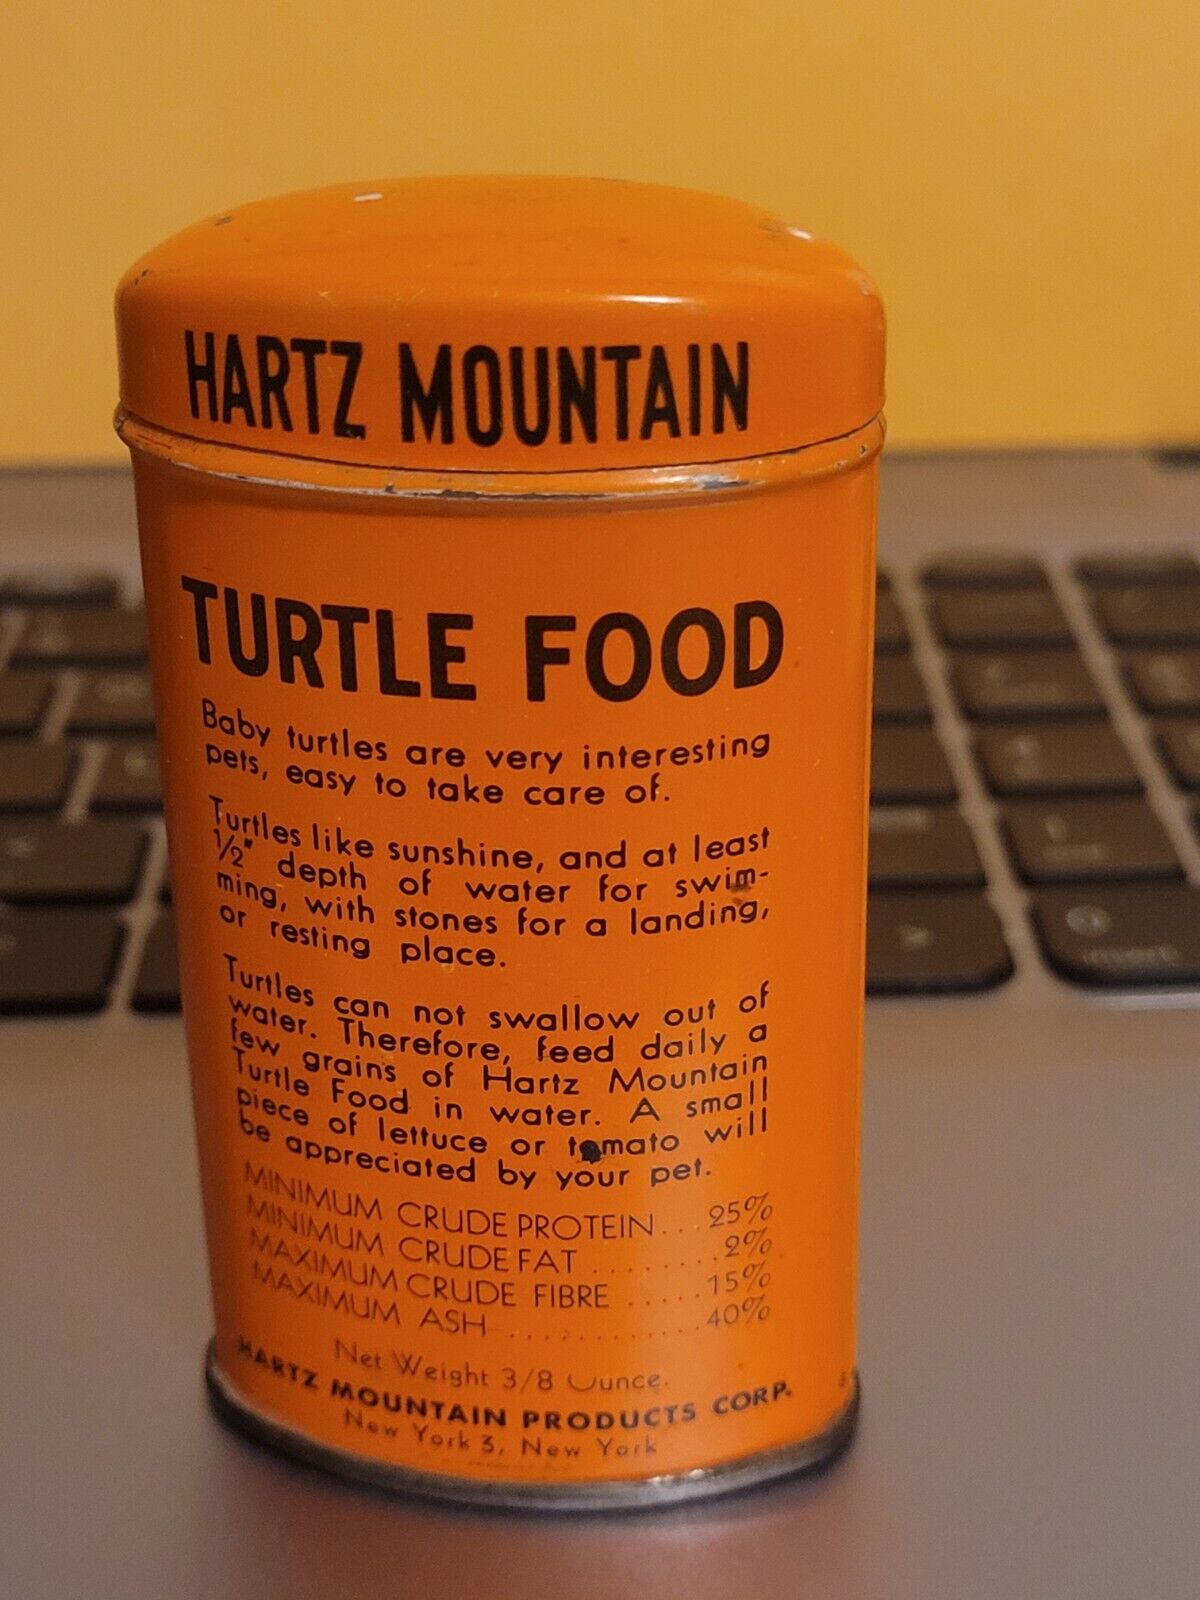 HARTZ MOUNTAIN
TURTLE FOOD
Baby turtles are very interesting
pets, easy to take care of.
Turtles like sunshine, and at least
1/2" depth of water for swim-
ming, with stones for a landing,
or resting place.
Turtles can not swallow out of
water. Therefore, feed daily a
few grains of Hartz Mountain
Turtle Food in water. A small
piece of lettuce or tomato will
be appreciated by your pet.
MINIMUM CRUDE PROTEIN... 25%
MINIMUM CRUDE FAT ........ 2%
MAXIMUM CRUDE FIBRE ..... 15%
MAXIMUM ASH ............. 40%
Net Weight 3/8 Ounce.
HARTZ MOUNTAIN PRODUCTS CORP.
New York 3, New York
insert